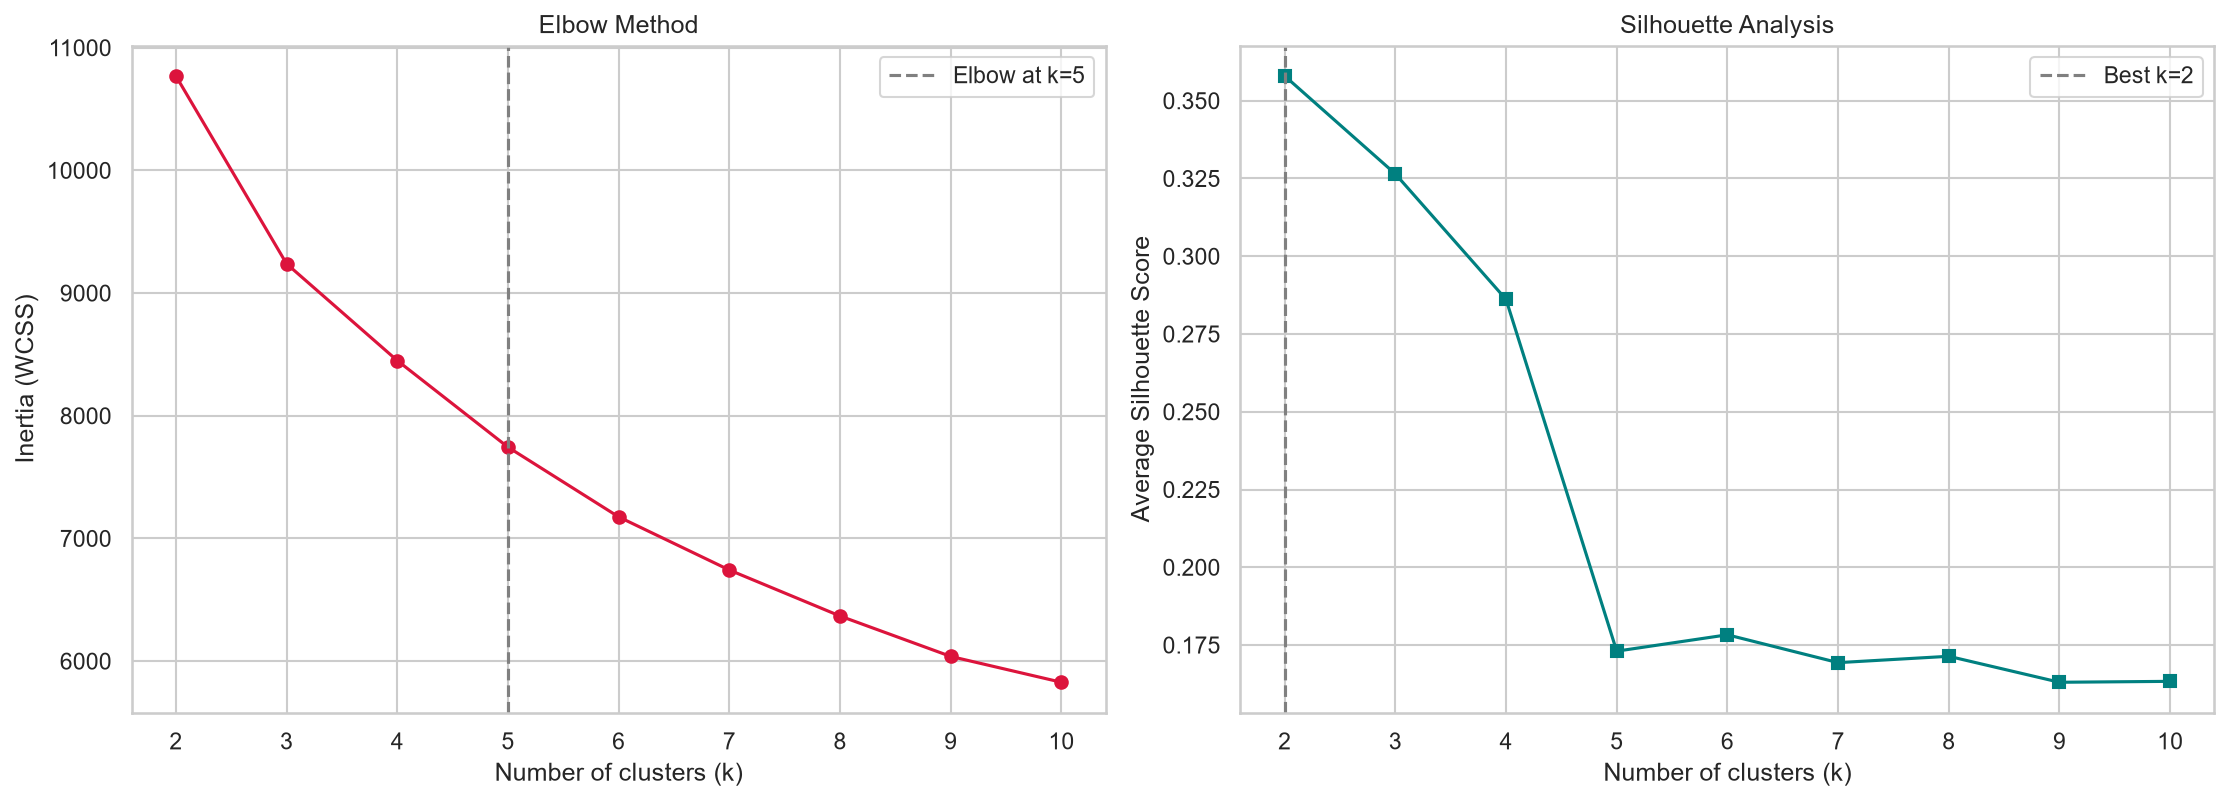 Elbow Method
11000
10000
9000
8000
7000
6000
Inertia (WCSS)
Elbow at k=5
2 3 4 5 6 7 8 9 10
Number of clusters (k)
Silhouette Analysis
0.350
0.325
0.300
0.275
0.250
0.225
0.200
0.175
Average Silhouette Score
Best k=2
2 3 4 5 6 7 8 9 10
Number of clusters (k)